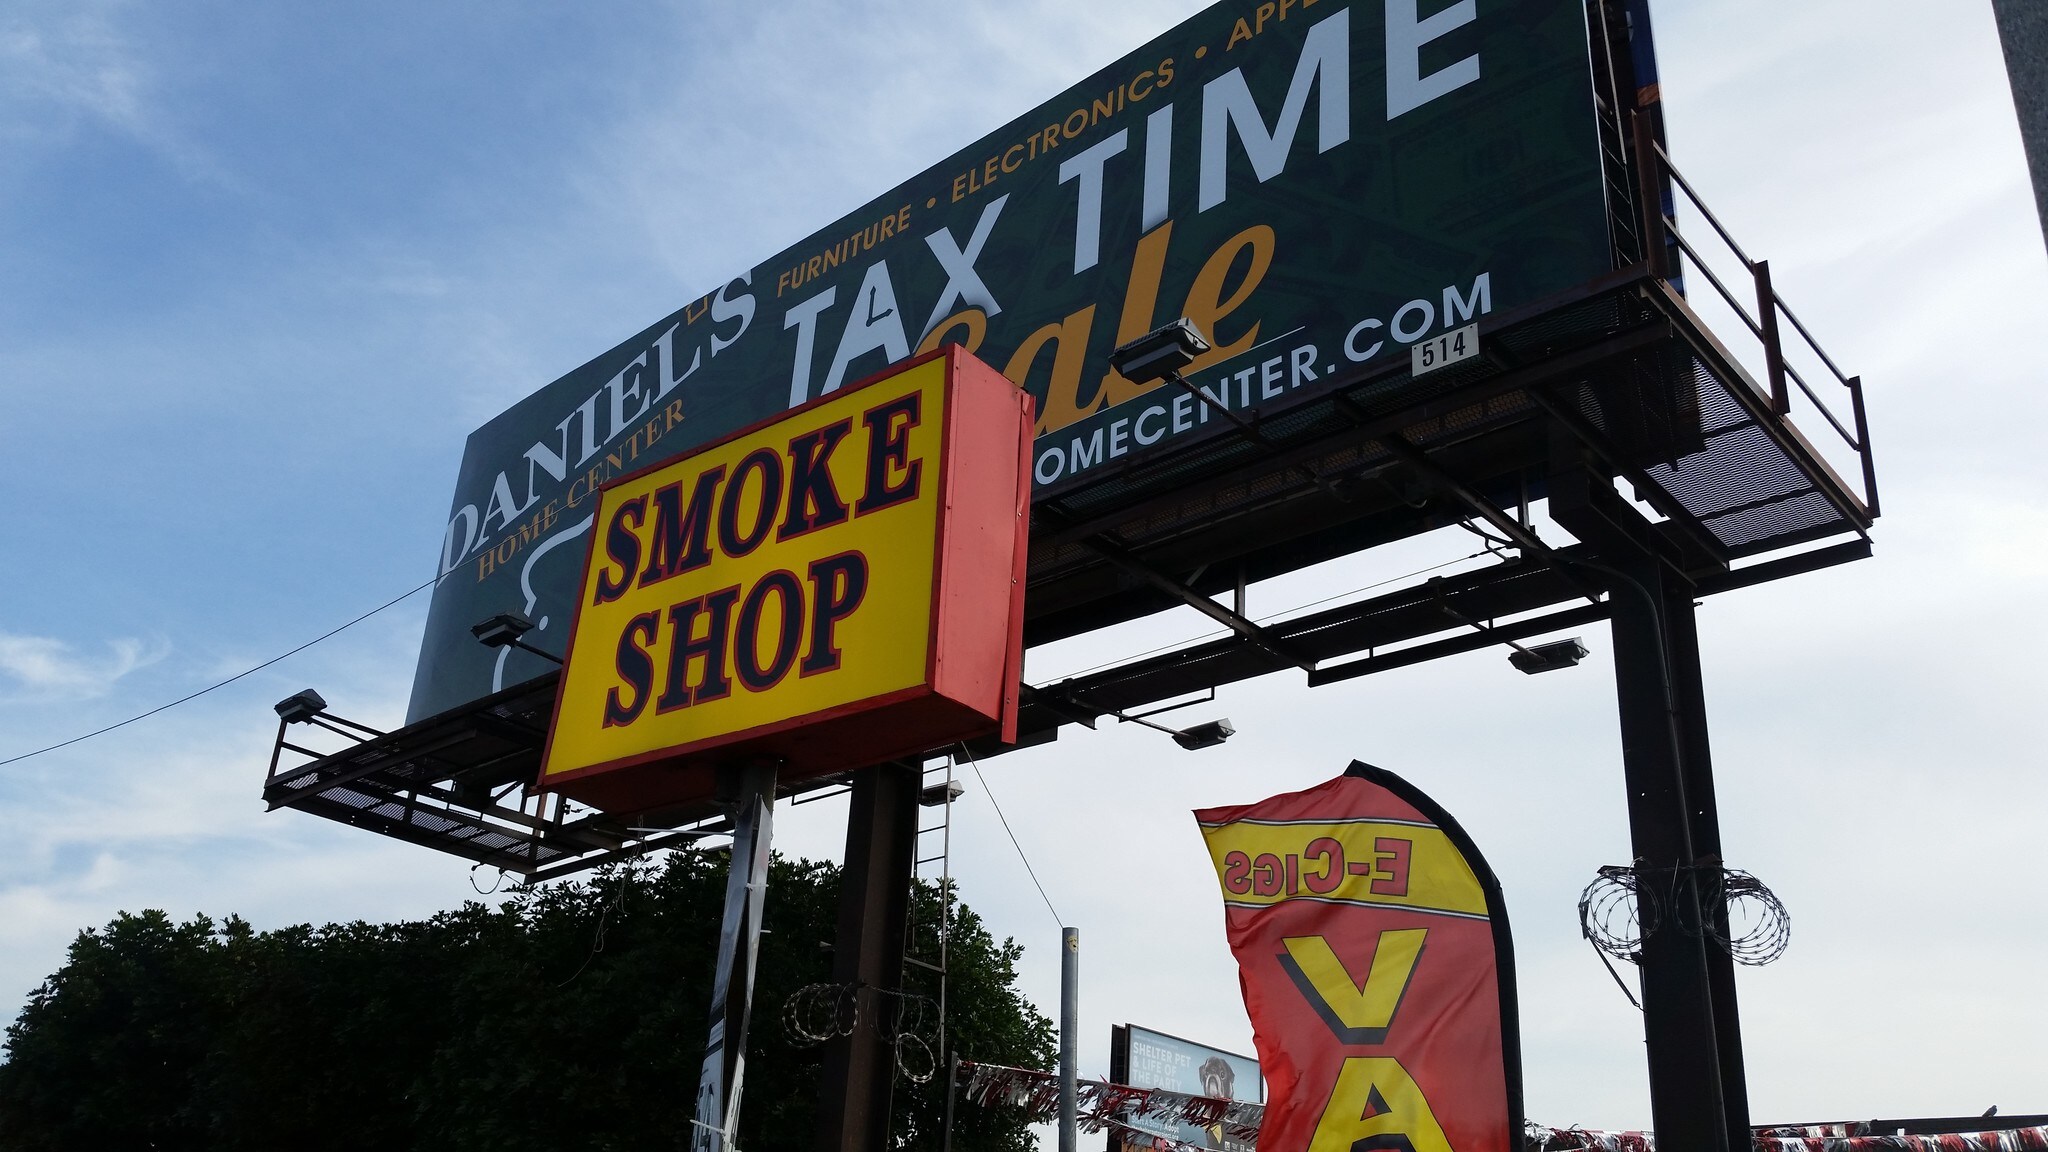 FURNITURE • ELECTRONICS •
DANIEL'S
HOME CENTER
TAX TIME
Sale
OMECENTER.COM
514
SMOKE
SHOP
E-CIGS
VA
SHELTER PET
& LIFE OF
THE PARTY